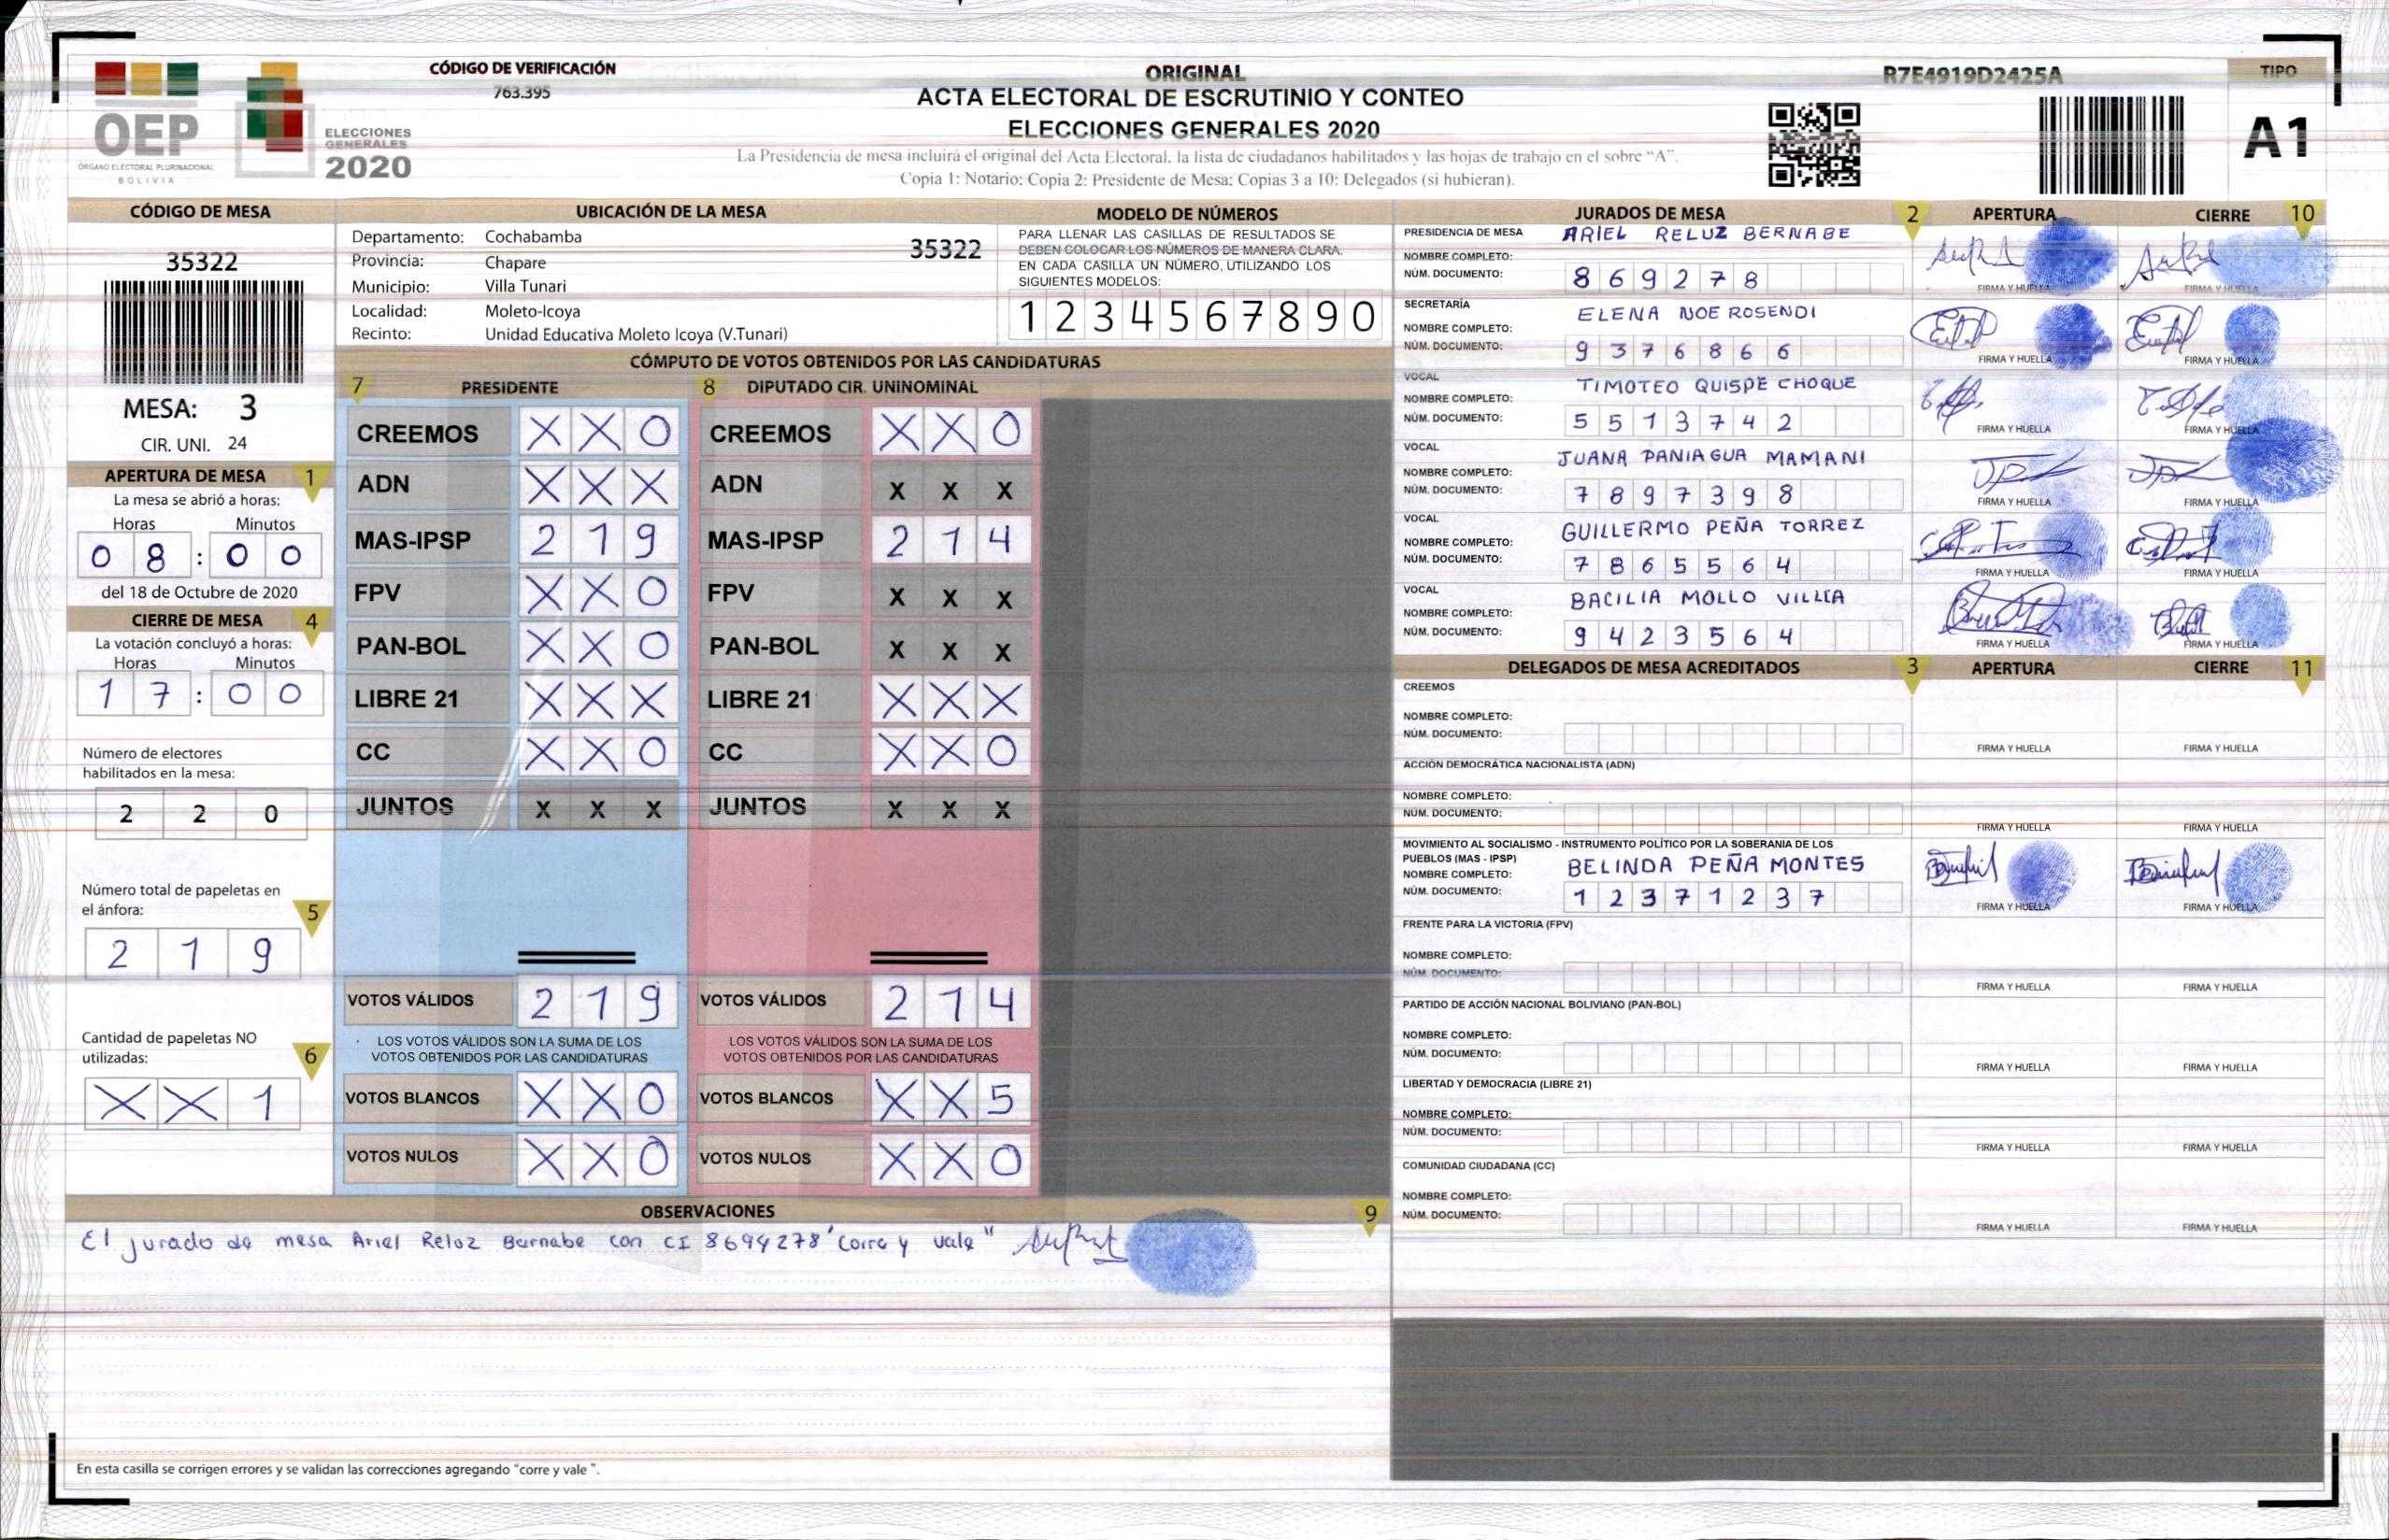 CÓDIGO DE VERIFICACIÓN
763.395
OEP
ÓRGANO ELECTORAL PLURINACIONAL
BOLIVIA
ELECCIONES
GENERALES
2020
ORIGINAL
ACTA ELECTORAL DE ESCRUTINIO Y CONTEO
ELECCIONES GENERALES 2020
La Presidencia de mesa incluirá el original del Acta Electoral, la lista de ciudadanos habilitados y las hojas de trabajo en el sobre "A".
Copia 1: Notario; Copia 2: Presidente de Mesa; Copias 3 a 10: Delegados (si hubieran).
R7E4919D2425A
TIPO
A1
CÓDIGO DE MESA
35322
MESA: 3
CIR. UNI. 24
APERTURA DE MESA 1
La mesa se abrió a horas:
Horas Minutos
0 8 : 0 0
del 18 de Octubre de 2020
CIERRE DE MESA 4
La votación concluyó a horas:
Horas Minutos
1 7 : 0 0
Número de electores
habilitados en la mesa:
2 2 0
Número total de papeletas en
el ánfora: 5
2 1 9
Cantidad de papeletas NO
utilizadas: 6
X X 1
UBICACIÓN DE LA MESA
Departamento: Cochabamba 35322
Provincia: Chapare
Municipio: Villa Tunari
Localidad: Moleto-Icoya
Recinto: Unidad Educativa Moleto Icoya (V.Tunari)
MODELO DE NÚMEROS
PARA LLENAR LAS CASILLAS DE RESULTADOS SE
DEBEN COLOCAR LOS NÚMEROS DE MANERA CLARA.
EN CADA CASILLA UN NÚMERO, UTILIZANDO LOS
SIGUIENTES MODELOS:
1 2 3 4 5 6 7 8 9 0
CÓMPUTO DE VOTOS OBTENIDOS POR LAS CANDIDATURAS
7 PRESIDENTE 8 DIPUTADO CIR. UNINOMINAL
CREEMOS X X 0 CREEMOS X X 0
ADN X X X ADN X X X
MAS-IPSP 2 1 9 MAS-IPSP 2 1 4
FPV X X 0 FPV X X X
PAN-BOL X X 0 PAN-BOL X X X
LIBRE 21 X X X LIBRE 21 X X X
CC X X 0 CC X X 0
JUNTOS X X X JUNTOS X X X
VOTOS VÁLIDOS 2 1 9 VOTOS VÁLIDOS 2 1 4
LOS VOTOS VÁLIDOS SON LA SUMA DE LOS LOS VOTOS VÁLIDOS SON LA SUMA DE LOS
VOTOS OBTENIDOS POR LAS CANDIDATURAS VOTOS OBTENIDOS POR LAS CANDIDATURAS
VOTOS BLANCOS X X 0 VOTOS BLANCOS X X 5
VOTOS NULOS X X 0 VOTOS NULOS X X 0
OBSERVACIONES 9
El jurado de mesa Ariel Reloz Bernabe con CI 8694278 "corre y vale"
En esta casilla se corrigen errores y se validan las correcciones agregando "corre y vale ".
JURADOS DE MESA 2 APERTURA CIERRE 10
PRESIDENCIA DE MESA ARIEL RELUZ BERNABE
NOMBRE COMPLETO:
NÚM. DOCUMENTO: 8 6 9 2 7 8
FIRMA Y HUELLA FIRMA Y HUELLA
SECRETARÍA ELENA NOE ROSENDI
NOMBRE COMPLETO:
NÚM. DOCUMENTO: 9 3 7 6 8 6 6
FIRMA Y HUELLA FIRMA Y HUELLA
VOCAL TIMOTEO QUISPE CHOQUE
NOMBRE COMPLETO:
NÚM. DOCUMENTO: 5 5 1 3 7 4 2
FIRMA Y HUELLA FIRMA Y HUELLA
VOCAL JUANA PANIAGUA MAMANI
NOMBRE COMPLETO:
NÚM. DOCUMENTO: 7 8 9 7 3 9 8
FIRMA Y HUELLA FIRMA Y HUELLA
VOCAL GUILLERMO PEÑA TORREZ
NOMBRE COMPLETO:
NÚM. DOCUMENTO: 7 8 6 5 5 6 4
FIRMA Y HUELLA FIRMA Y HUELLA
VOCAL BACILIA MOLLO
NOMBRE COMPLETO:
NÚM. DOCUMENTO: 9 4 2 3 5 6 4
FIRMA Y HUELLA FIRMA Y HUELLA
DELEGADOS DE MESA ACREDITADOS 3 APERTURA CIERRE 11
CREEMOS
NOMBRE COMPLETO:
NÚM. DOCUMENTO:
FIRMA Y HUELLA FIRMA Y HUELLA
ACCIÓN DEMOCRÁTICA NACIONALISTA (ADN)
NOMBRE COMPLETO:
NÚM. DOCUMENTO:
FIRMA Y HUELLA FIRMA Y HUELLA
MOVIMIENTO AL SOCIALISMO - INSTRUMENTO POLÍTICO POR LA SOBERANIA DE LOS
PUEBLOS (MAS - IPSP) BELINDA PEÑA MONTES
NOMBRE COMPLETO:
NÚM. DOCUMENTO: 1 2 3 7 1 2 3 7
FIRMA Y HUELLA FIRMA Y HUELLA
FRENTE PARA LA VICTORIA (FPV)
NOMBRE COMPLETO:
NÚM. DOCUMENTO:
FIRMA Y HUELLA FIRMA Y HUELLA
PARTIDO DE ACCIÓN NACIONAL BOLIVIANO (PAN-BOL)
NOMBRE COMPLETO:
NÚM. DOCUMENTO:
FIRMA Y HUELLA FIRMA Y HUELLA
LIBERTAD Y DEMOCRACIA (LIBRE 21)
NOMBRE COMPLETO:
NÚM. DOCUMENTO:
FIRMA Y HUELLA FIRMA Y HUELLA
COMUNIDAD CIUDADANA (CC)
NOMBRE COMPLETO:
NÚM. DOCUMENTO:
FIRMA Y HUELLA FIRMA Y HUELLA